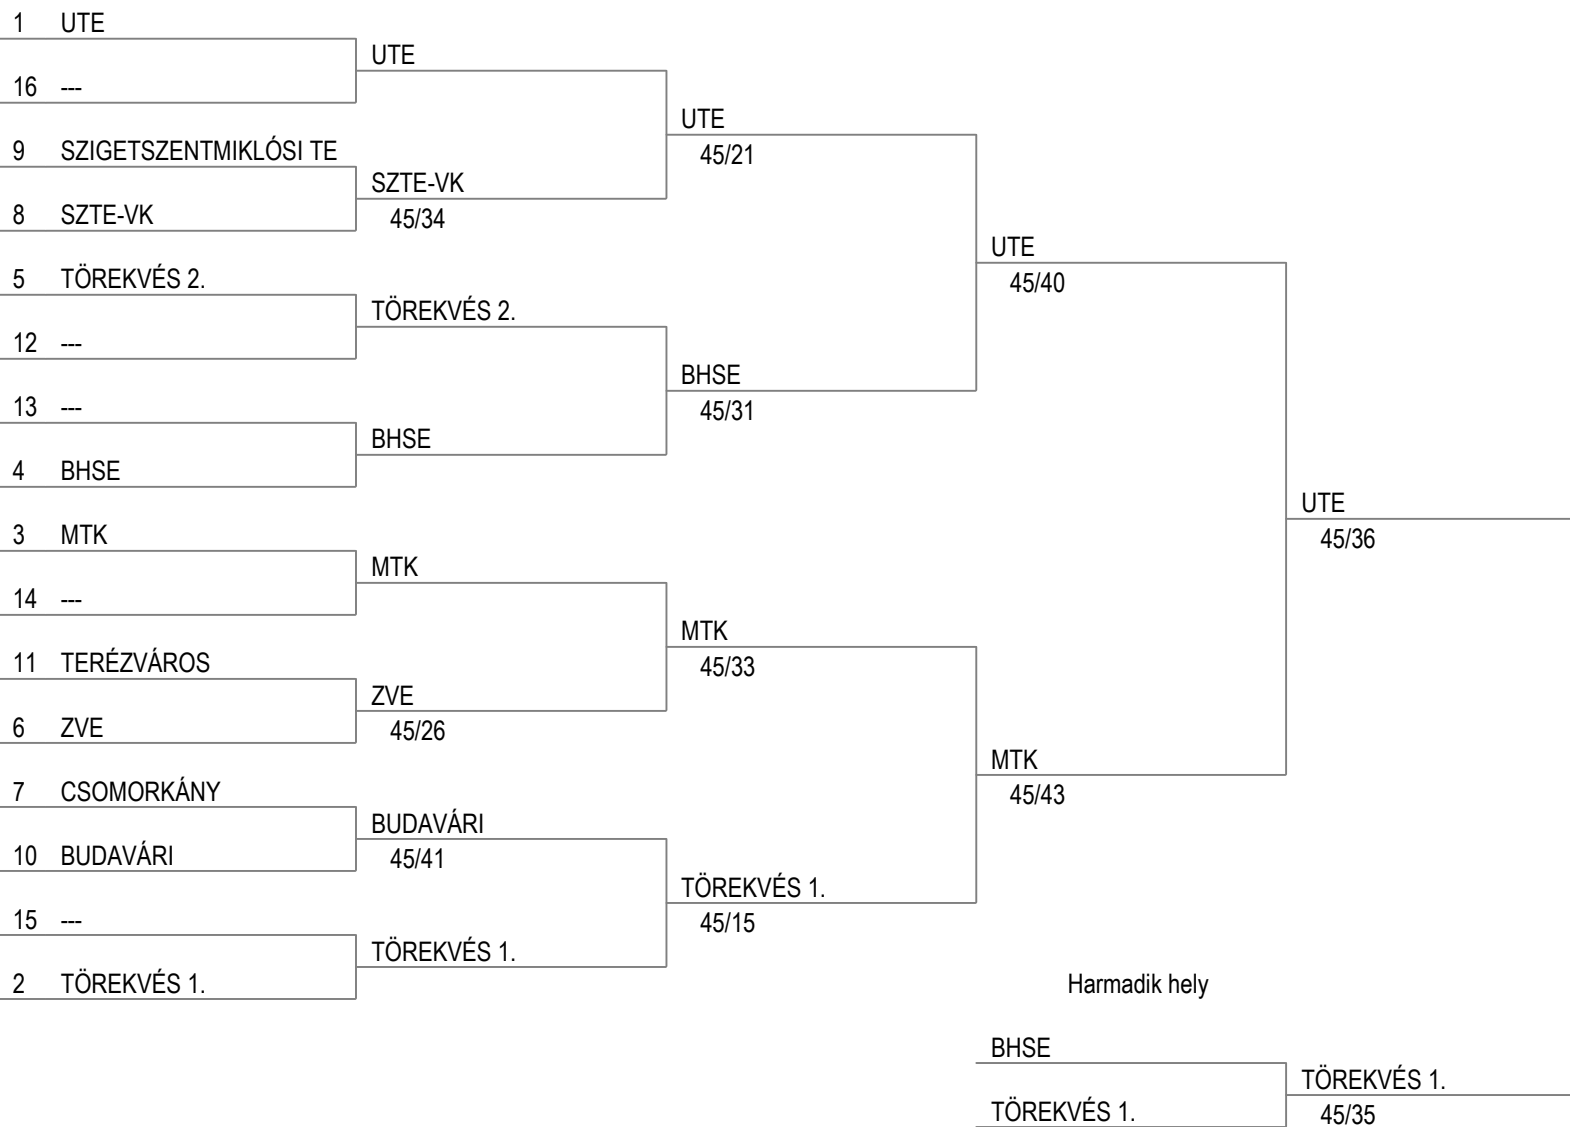 1 UTE
16 ---
9 SZIGETSZENTMIKLÓSI TE
8 SZTE-VK
5 TÖREKVÉS 2.
12 ---
13 ---
4 BHSE
3 MTK
14 ---
11 TERÉZVÁROS
6 ZVE
7 CSOMORKÁNY
10 BUDAVÁRI
15 ---
2 TÖREKVÉS 1.
UTE
SZTE-VK
45/34
TÖREKVÉS 2.
BHSE
MTK
ZVE
45/26
BUDAVÁRI
45/41
TÖREKVÉS 1.
UTE
45/21
BHSE
45/31
MTK
45/33
TÖREKVÉS 1.
45/15
UTE
45/40
MTK
45/43
UTE
45/36
Harmadik hely
BHSE
TÖREKVÉS 1.
TÖREKVÉS 1.
45/35